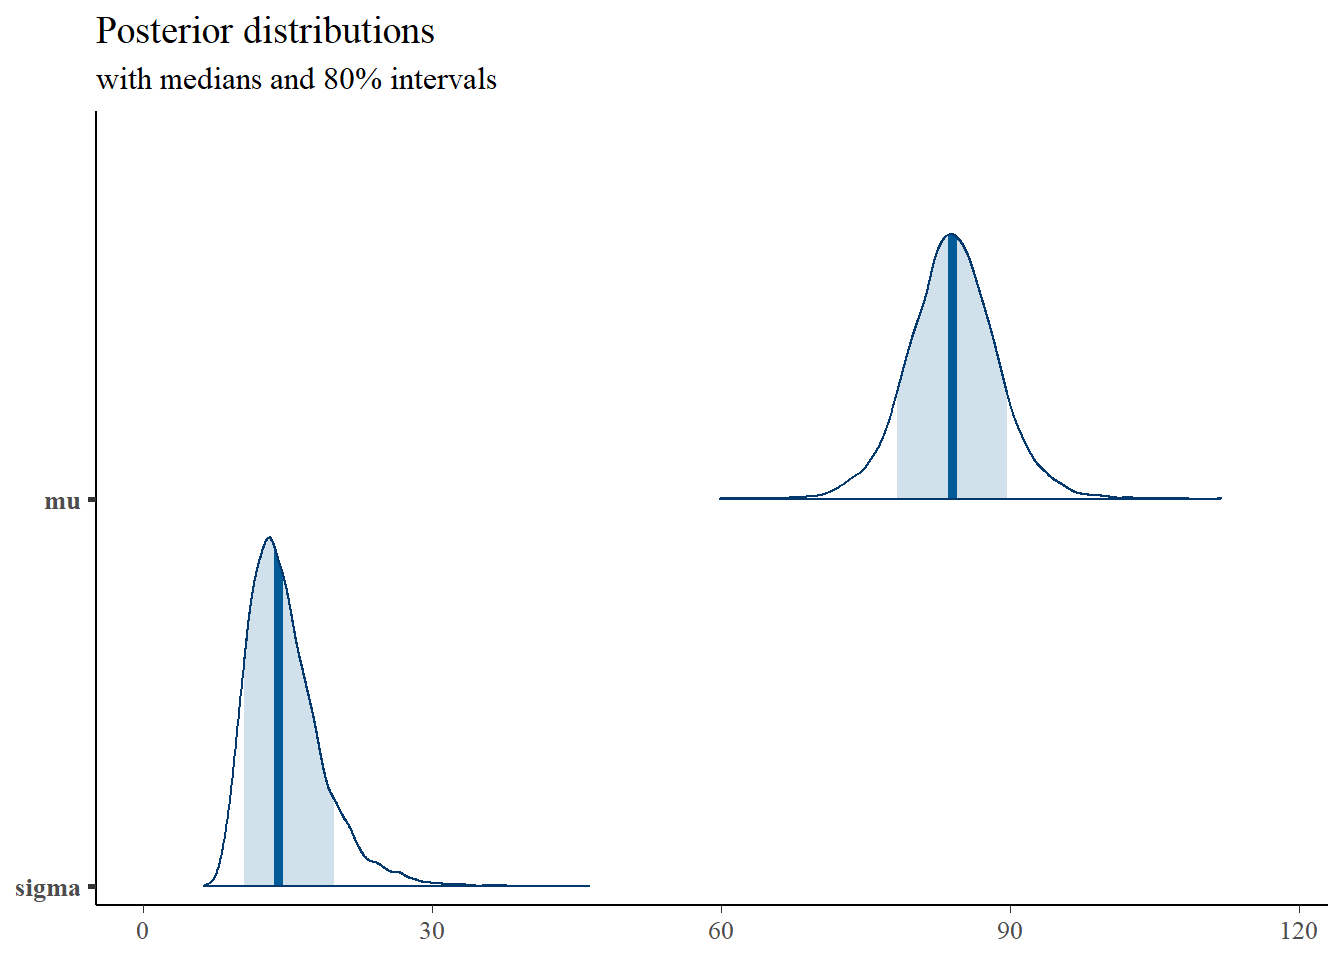 Posterior distributions
with medians and 80% intervals
mu
sigma
0 30 60 90 120